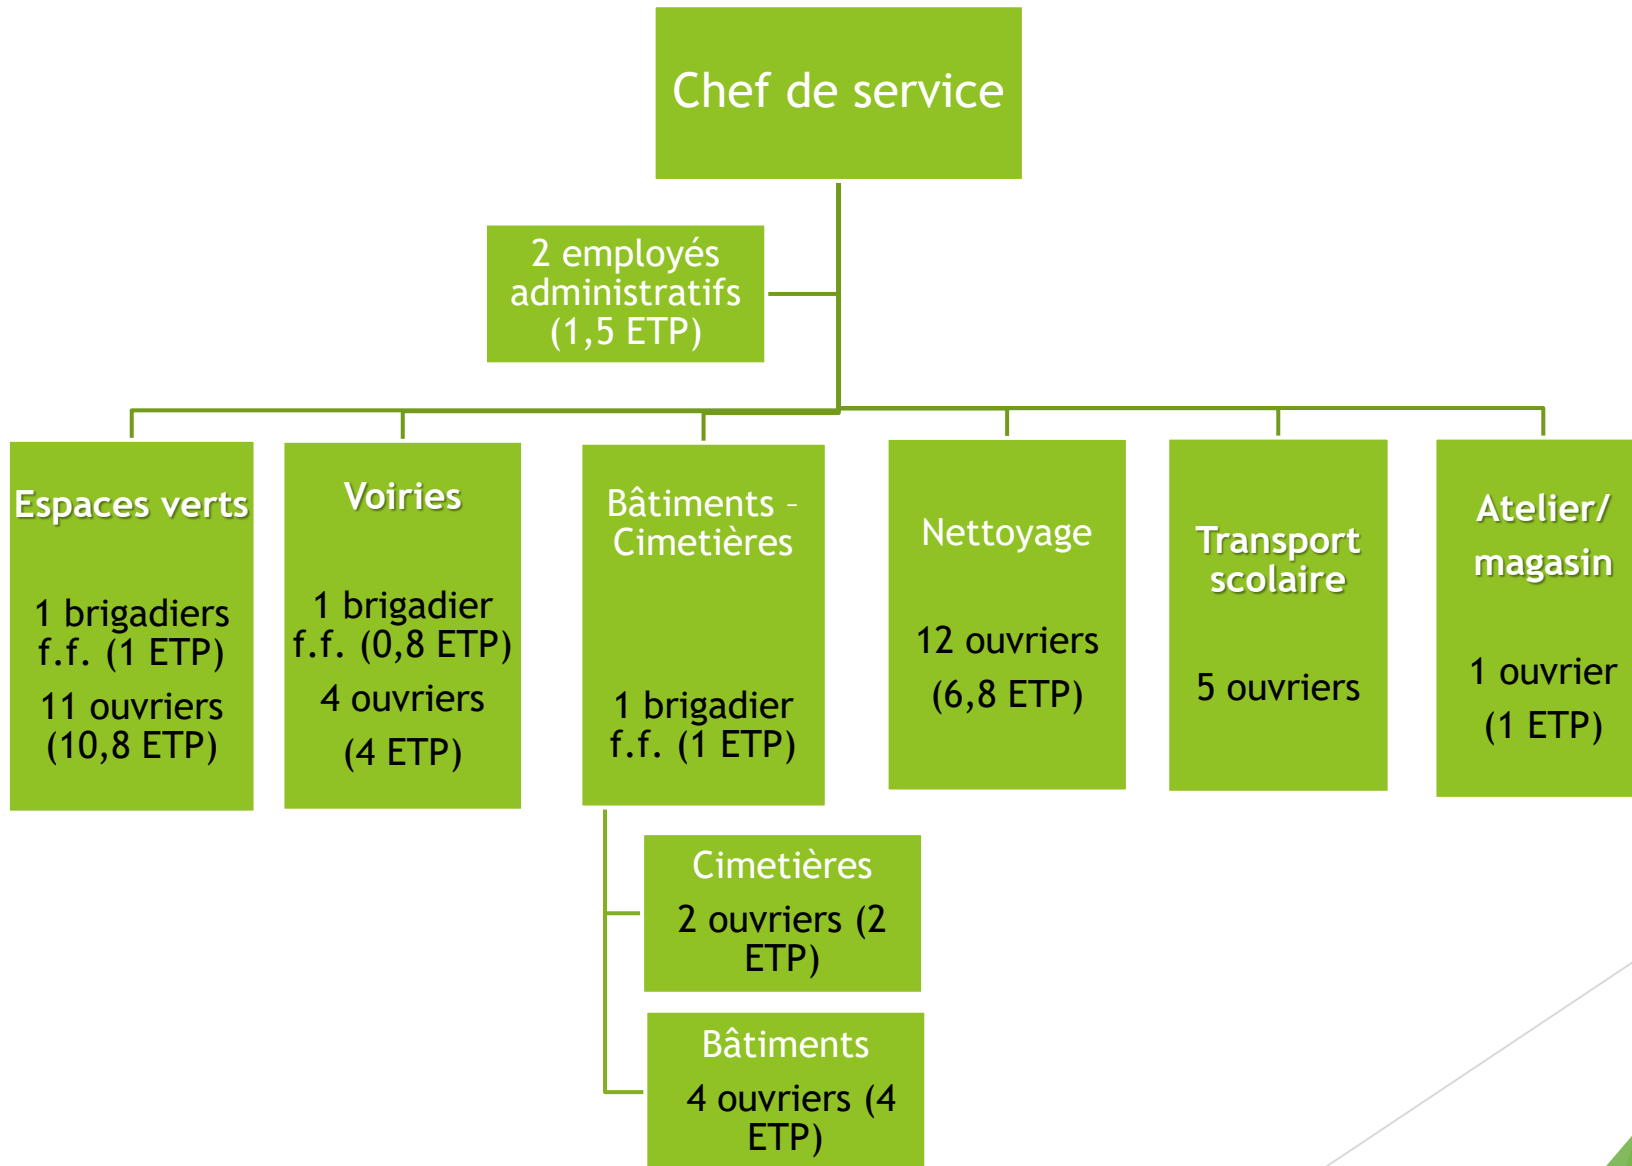 Chef de service
2 employés
administratifs
(1,5 ETP)
Espaces verts
1 brigadiers
f.f. (1 ETP)
11 ouvriers
(10,8 ETP)
Voiries
1 brigadier
f.f. (0,8 ETP)
4 ouvriers
(4 ETP)
Bâtiments –
Cimetières
1 brigadier
f.f. (1 ETP)
Nettoyage
12 ouvriers
(6,8 ETP)
Transport
scolaire
5 ouvriers
Atelier/
magasin
1 ouvrier
(1 ETP)
Cimetières
2 ouvriers (2
ETP)
Bâtiments
4 ouvriers (4
ETP)